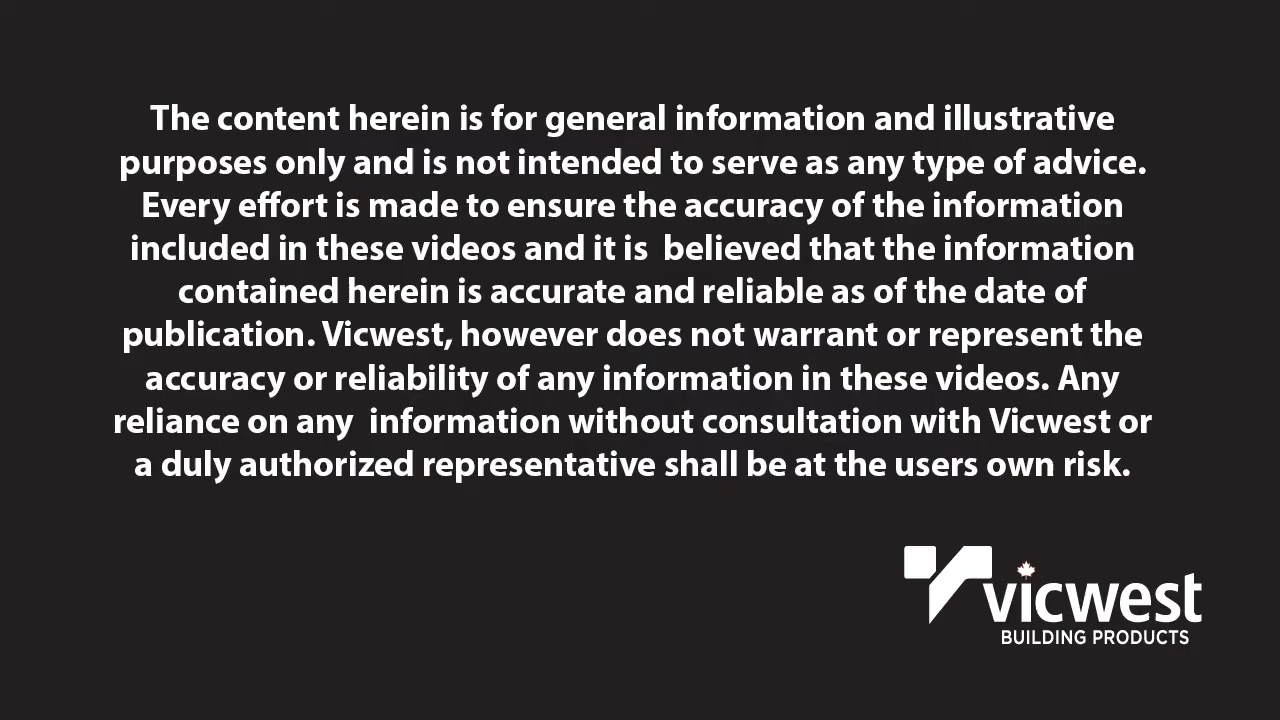 The content herein is for general information and illustrative
purposes only and is not intended to serve as any type of advice.
Every effort is made to ensure the accuracy of the information
included in these videos and it is  believed that the information
contained herein is accurate and reliable as of the date of
publication. Vicwest, however does not warrant or represent the
accuracy or reliability of any information in these videos. Any
reliance on any  information without consultation with Vicwest or
a duly authorized representative shall be at the users own risk.
vicwest
BUILDING PRODUCTS